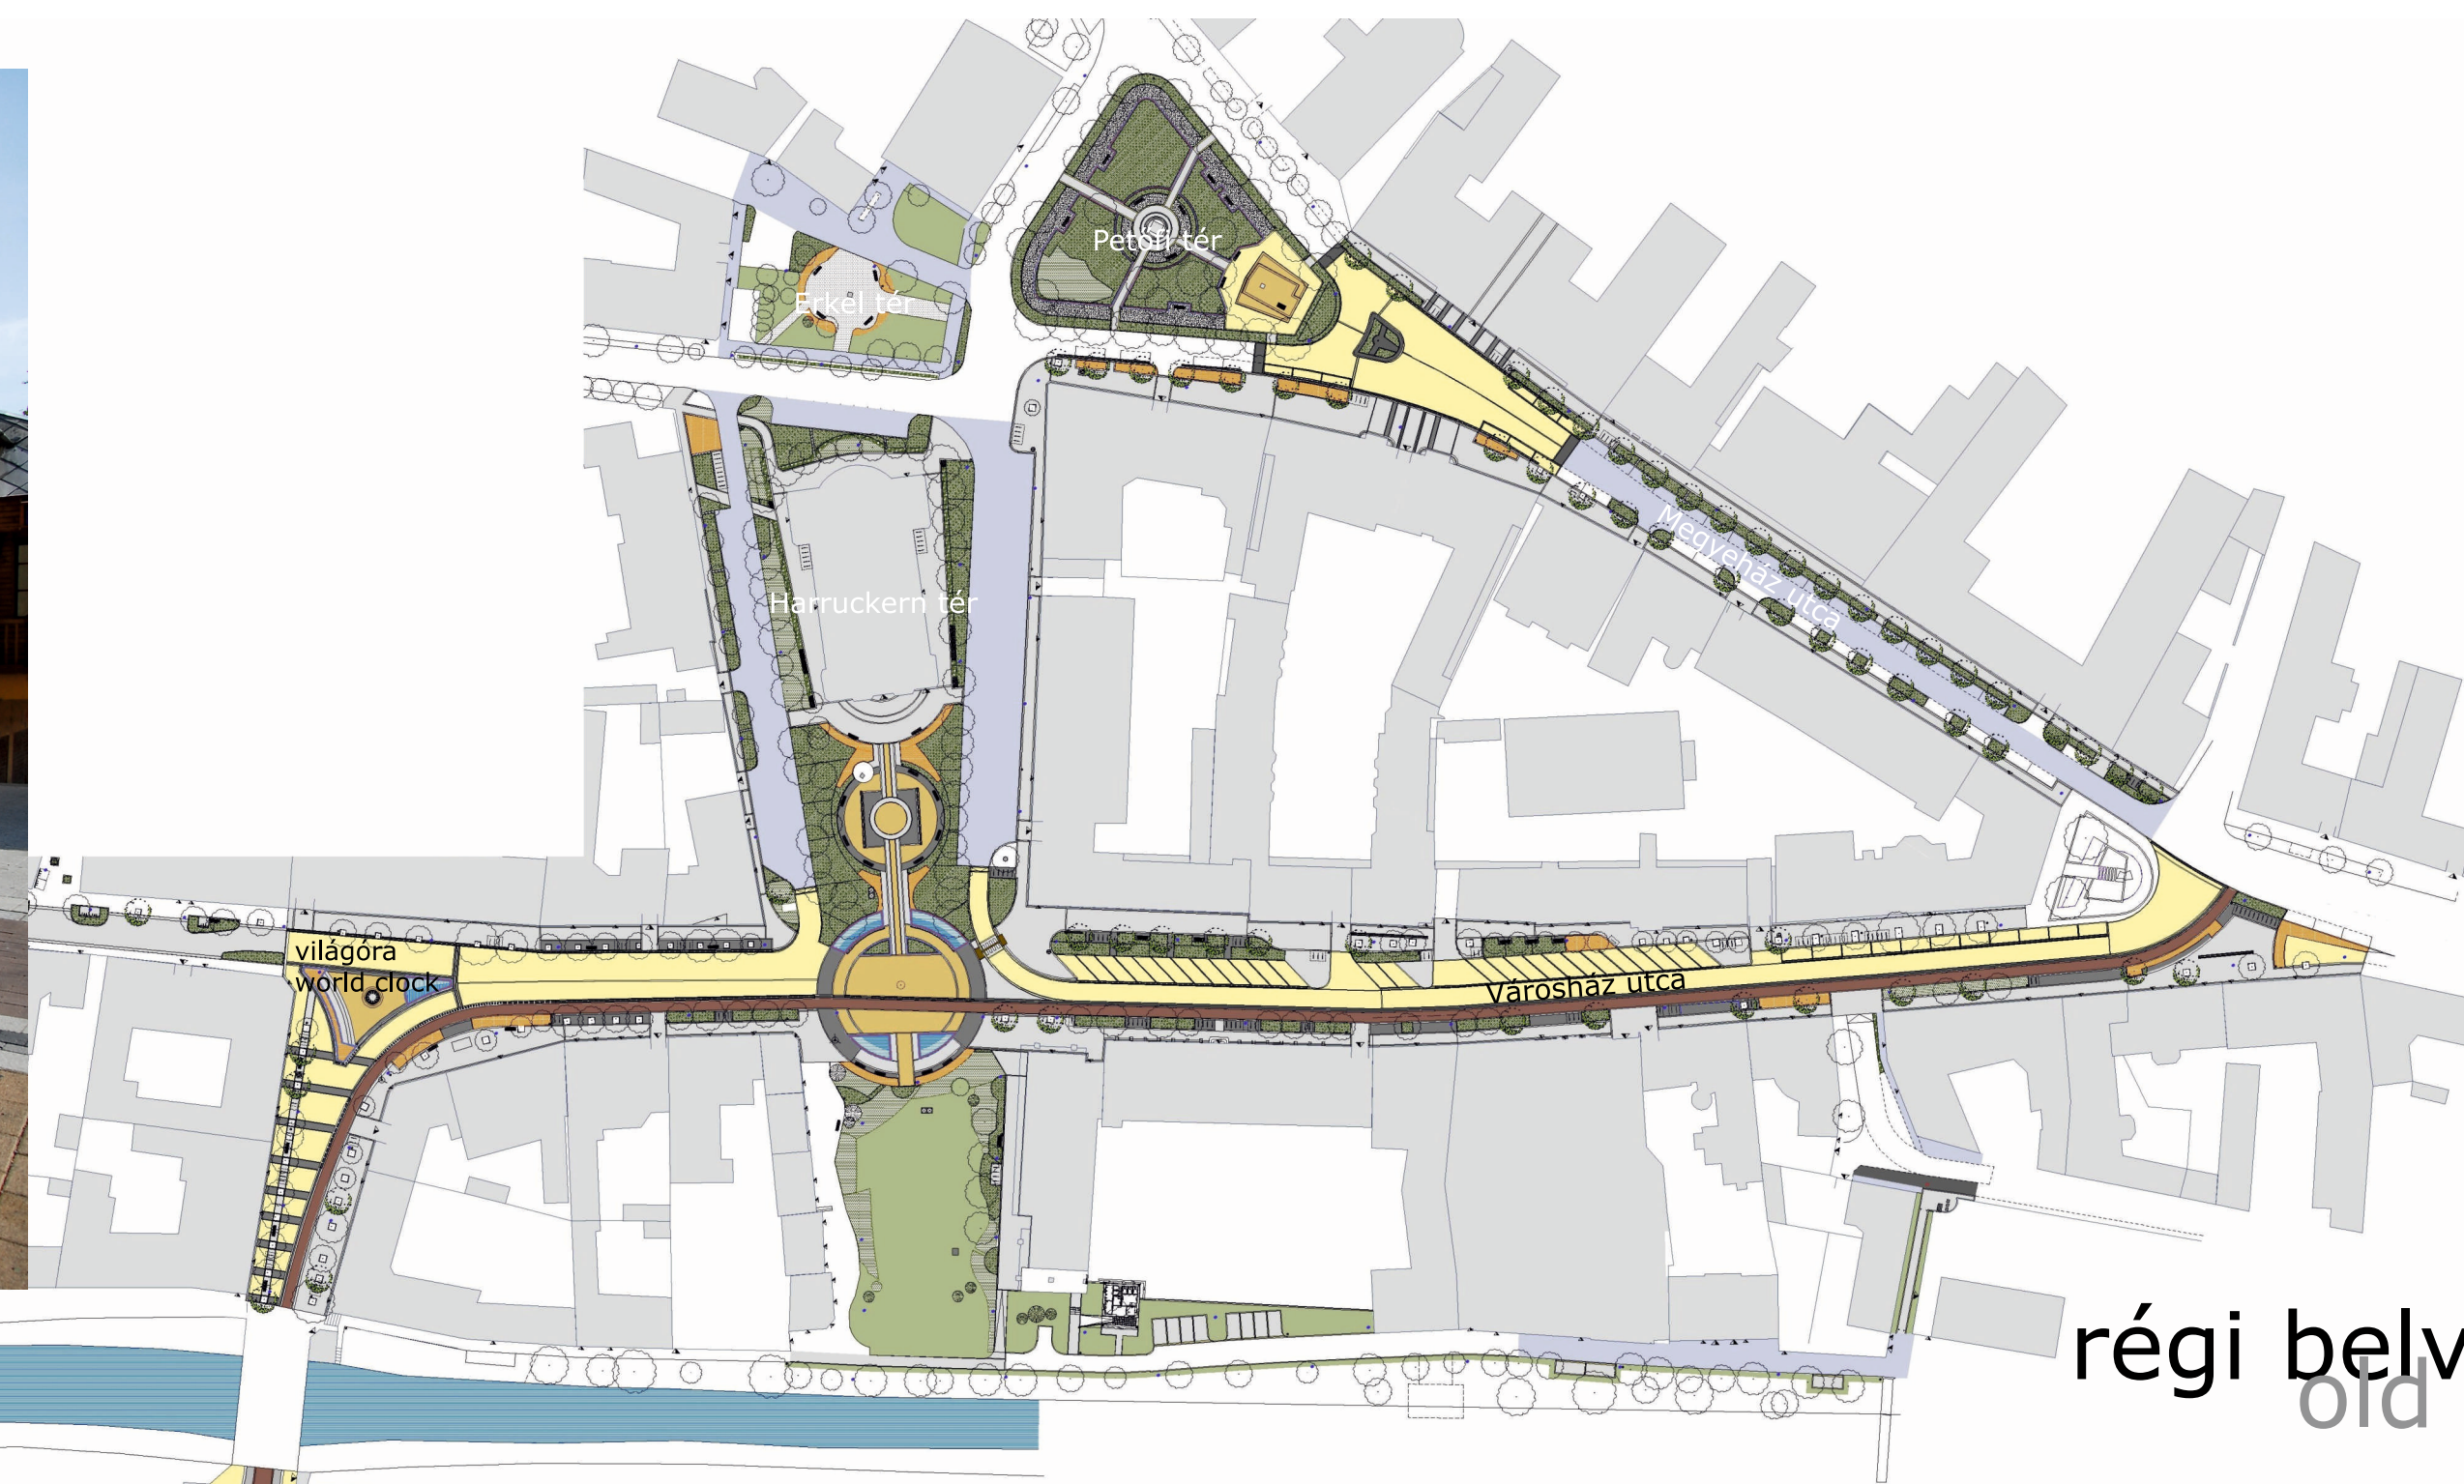 Petőfi tér
Erkel tér
Megyeház utca
Harruckern tér
világóra
world clock
Városház utca
régi belv
old